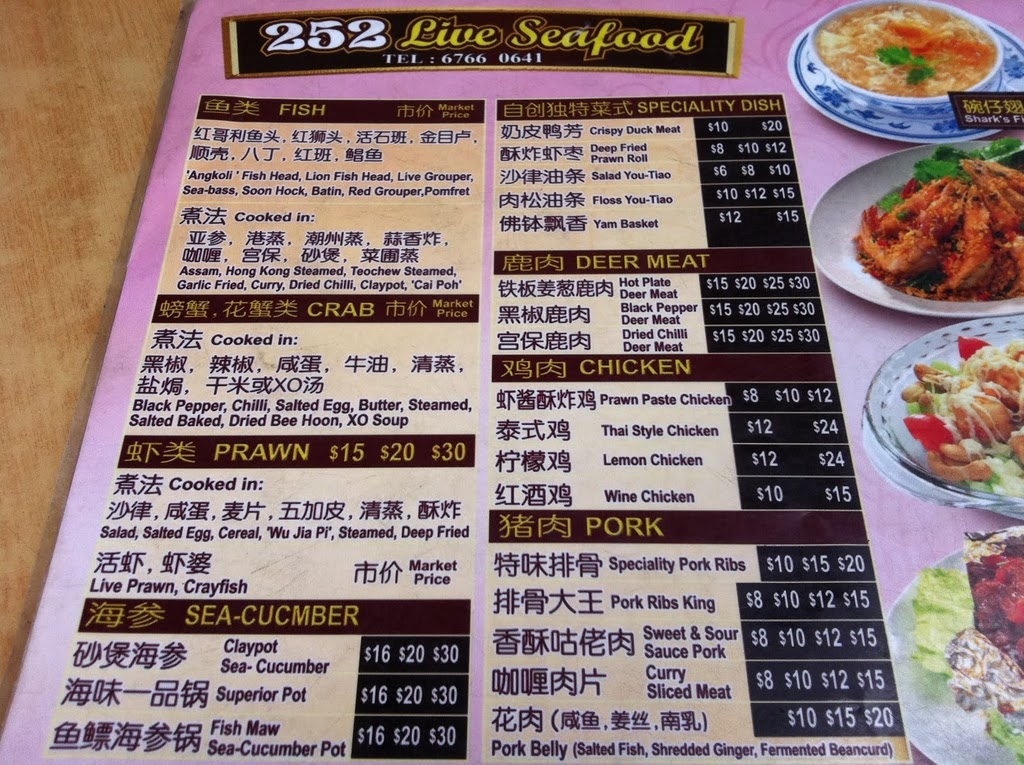 252 Live Seafood
TEL : 6766 0641
鱼类 FISH 市价 Market Price
红哥利鱼头, 红狮头, 活石斑, 金目卢,
顺壳, 八丁, 红斑, 鲳鱼
'Angkoli ' Fish Head, Lion Fish Head, Live Grouper,
Sea-bass, Soon Hock, Batin, Red Grouper,Pomfret
煮法 Cooked in:
亚参, 港蒸, 潮州蒸, 蒜香炸,
咖喱, 宫保, 砂煲, 菜圃蒸
Assam, Hong Kong Steamed, Teochew Steamed,
Garlic Fried, Curry, Dried Chilli, Claypot, 'Cai Poh'
螃蟹, 花蟹类 CRAB 市价 Market Price
煮法 Cooked in:
黑椒, 辣椒, 咸蛋, 牛油, 清蒸,
盐焗, 干米或XO汤
Black Pepper, Chilli, Salted Egg, Butter, Steamed,
Salted Baked, Dried Bee Hoon, XO Soup
虾类 PRAWN $15 $20 $30
煮法 Cooked in:
沙律, 咸蛋, 麦片, 五加皮, 清蒸, 酥炸
Salad, Salted Egg, Cereal, 'Wu Jia Pi', Steamed, Deep Fried
活虾, 虾婆 市价 Market Price
Live Prawn, Crayfish
海参 SEA-CUCMBER
砂煲海参 Claypot Sea- Cucumber $16 $20 $30
海味一品锅 Superior Pot $16 $20 $30
鱼鳔海参锅 Fish Maw Sea-Cucumber Pot $16 $20 $30
自创独特菜式 SPECIALITY DISH
奶皮鸭芳 Crispy Duck Meat $10 $20
酥炸虾枣 Deep Fried Prawn Roll $8 $10 $12
沙律油条 Salad You-Tiao $6 $8 $10
肉松油条 Floss You-Tiao $10 $12 $15
佛钵飘香 Yam Basket $12 $15
鹿肉 DEER MEAT
铁板姜葱鹿肉 Hot Plate Deer Meat $15 $20 $25 $30
黑椒鹿肉 Black Pepper Deer Meat $15 $20 $25 $30
宫保鹿肉 Dried Chilli Deer Meat $15 $20 $25 $30
鸡肉 CHICKEN
虾酱酥炸鸡 Prawn Paste Chicken $8 $10 $12
泰式鸡 Thai Style Chicken $12 $24
柠檬鸡 Lemon Chicken $12 $24
红酒鸡 Wine Chicken $10 $15
猪肉 PORK
特味排骨 Speciality Pork Ribs $10 $15 $20
排骨大王 Pork Ribs King $8 $10 $12 $15
香酥咕佬肉 Sweet & Sour Sauce Pork $8 $10 $12 $15
咖喱肉片 Curry Sliced Meat $8 $10 $12 $15
花肉 (咸鱼, 姜丝, 南乳) $10 $15 $20
Pork Belly (Salted Fish, Shredded Ginger, Fermented Beancurd)
碗仔翅
Shark's Fi